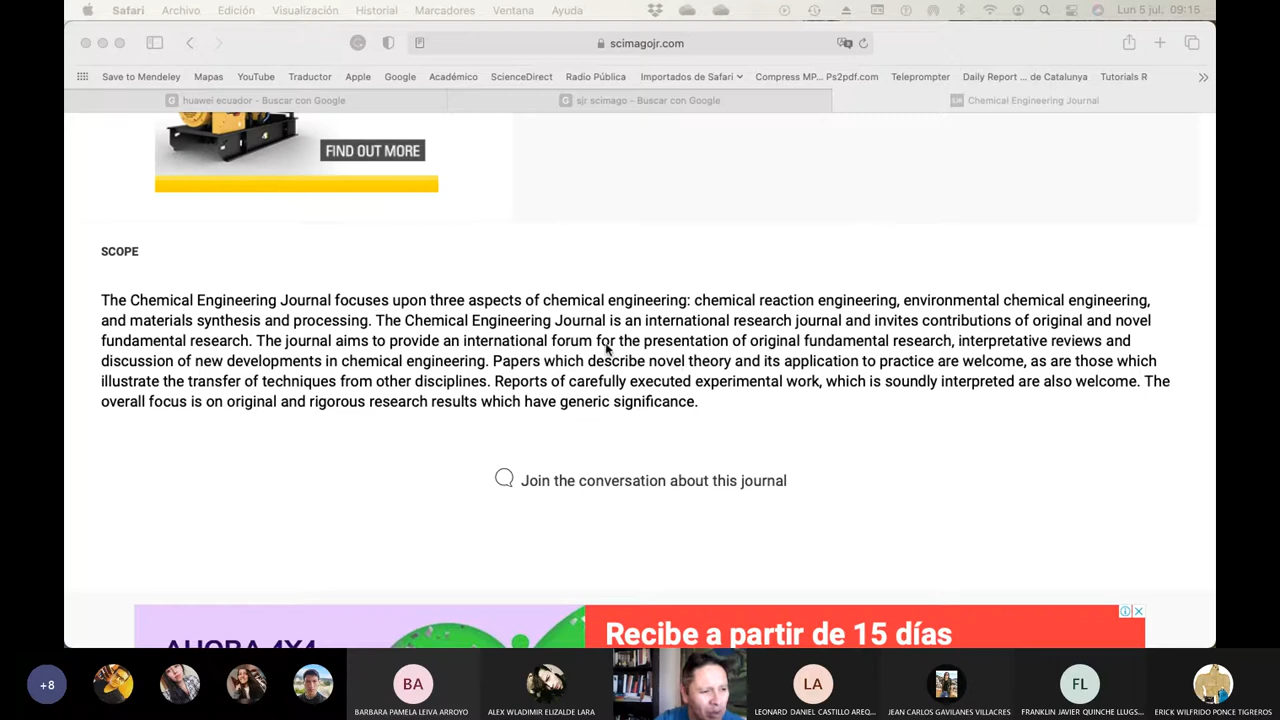 Safari Archivo Edición Visualización Historial Marcadores Ventana Ayuda Lun 5 jul. 09:15
scimagojr.com
Save to Mendeley Mapas YouTube Traductor Apple Google Académico ScienceDirect Radio Pública Importados de Safari Compress MP... Ps2pdf.com Teleprompter Daily Report ... de Catalunya Tutorials R
huawei ecuador - Buscar con Google sjr scimago - Buscar con Google Chemical Engineering Journal
FIND OUT MORE
SCOPE
The Chemical Engineering Journal focuses upon three aspects of chemical engineering: chemical reaction engineering, environmental chemical engineering,
and materials synthesis and processing. The Chemical Engineering Journal is an international research journal and invites contributions of original and novel
fundamental research. The journal aims to provide an international forum for the presentation of original fundamental research, interpretative reviews and
discussion of new developments in chemical engineering. Papers which describe novel theory and its application to practice are welcome, as are those which
illustrate the transfer of techniques from other disciplines. Reports of carefully executed experimental work, which is soundly interpreted are also welcome. The
overall focus is on original and rigorous research results which have generic significance.
Join the conversation about this journal
AHORA 4X4
Recibe a partir de 15 días
+8 BA LA FL
BARBARA PAMELA LEIVA ARROYO ALEX WLADIMIR ELIZALDE LARA LEONARD DANIEL CASTILLO AREQ... JEAN CARLOS GAVILANES VILLACRES FRANKLIN JAVIER QUINCHE LLUGS... ERICK WILFRIDO PONCE TIGREROS